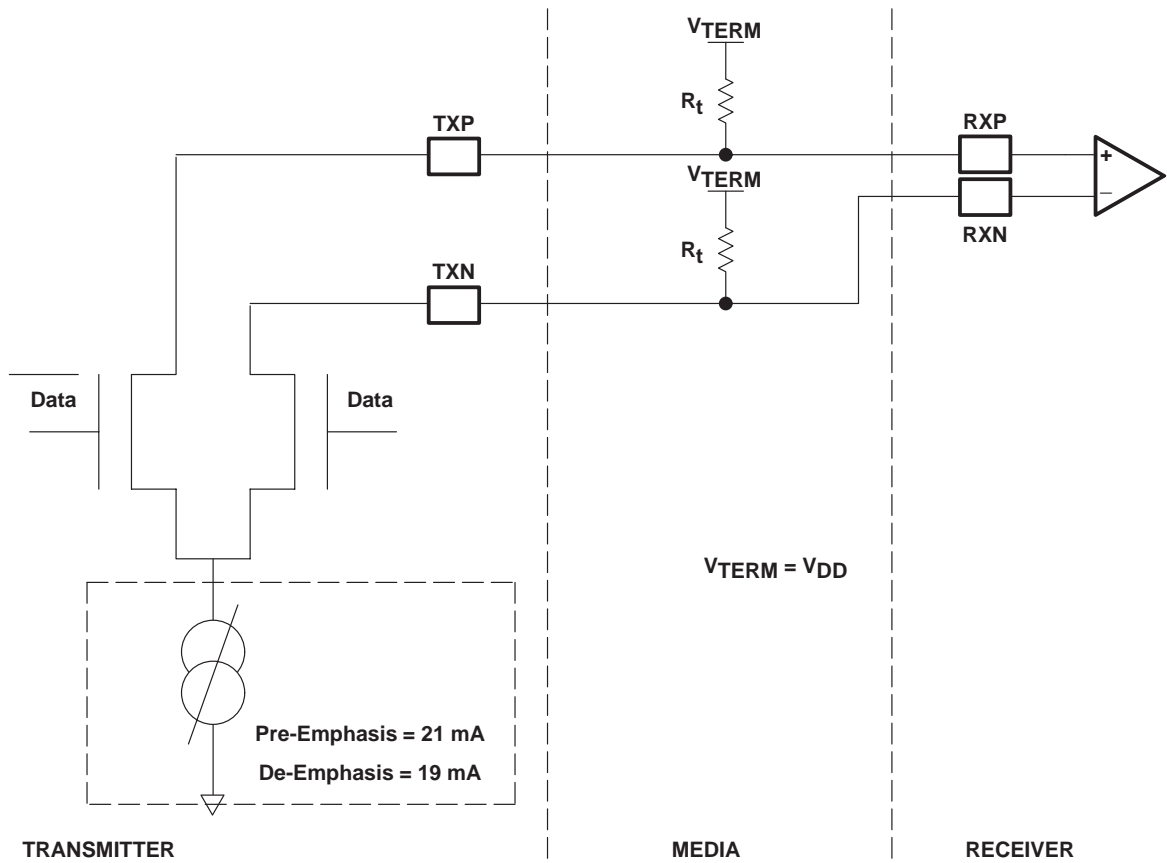 VTERM
Rt
TXP
RXP
+
VTERM
−
RXN
Rt
TXN
Data
Data
VTERM = VDD
Pre-Emphasis = 21 mA
De-Emphasis = 19 mA
TRANSMITTER
MEDIA
RECEIVER